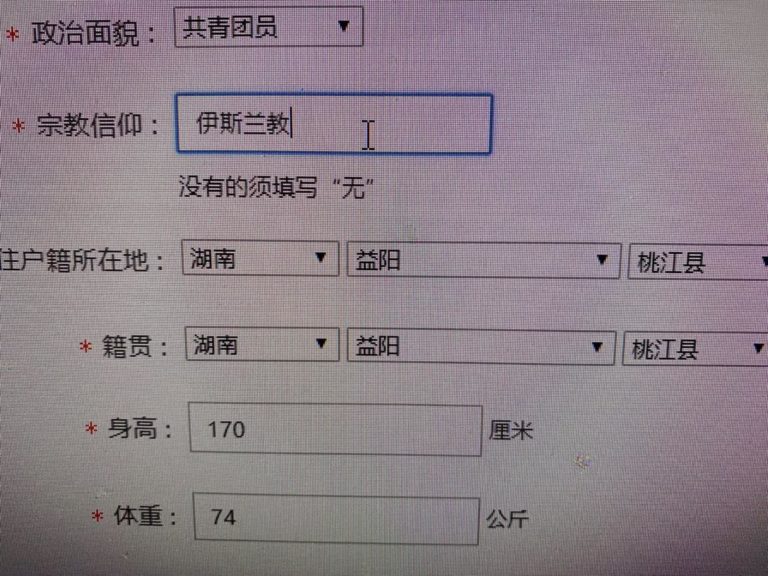 * 政治面貌： 共青团员 ▼
* 宗教信仰： 伊斯兰教
没有的须填写“无”
住户籍所在地： 湖南 ▼ 益阳 ▼ 桃江县 ▼
* 籍贯： 湖南 ▼ 益阳 ▼ 桃江县 ▼
* 身高： 170 厘米
* 体重： 74 公斤